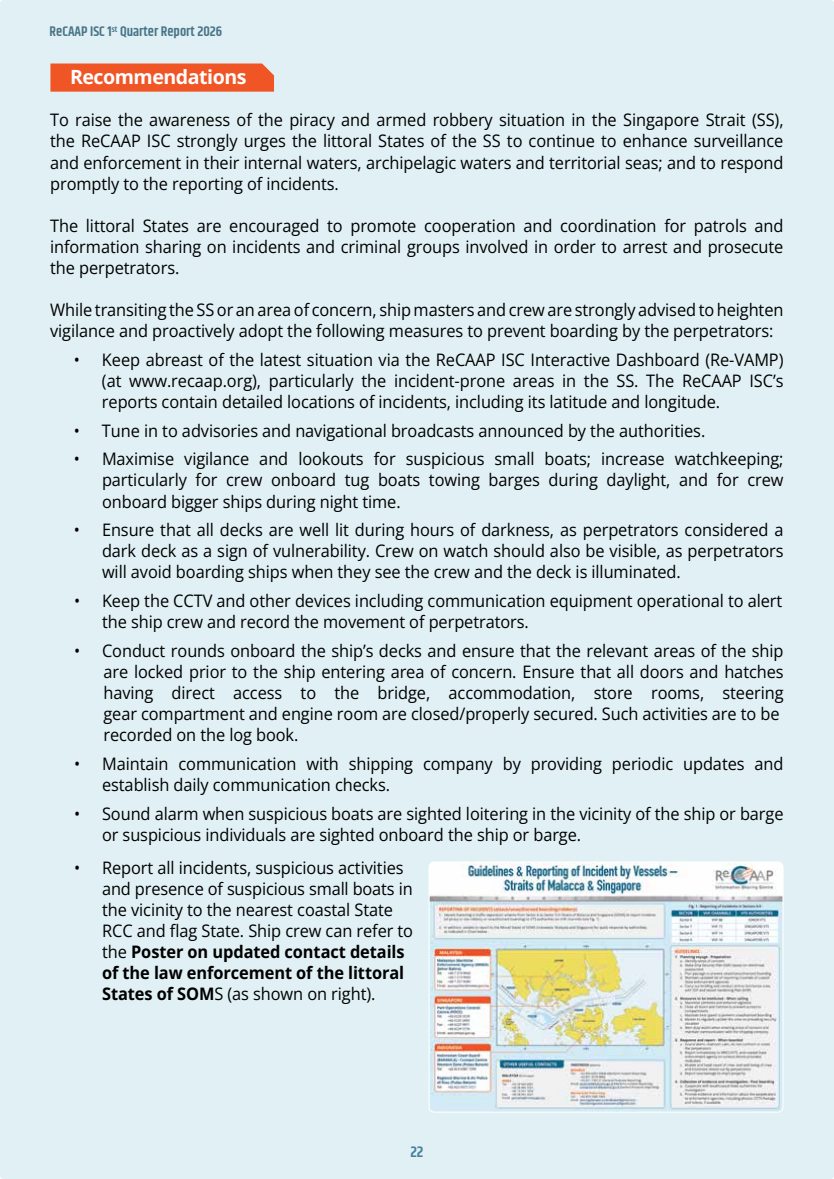 ReCAAP ISC 1st Quarter Report 2026
Recommendations
To raise the awareness of the piracy and armed robbery situation in the Singapore Strait (SS),
the ReCAAP ISC strongly urges the littoral States of the SS to continue to enhance surveillance
and enforcement in their internal waters, archipelagic waters and territorial seas; and to respond
promptly to the reporting of incidents.
The littoral States are encouraged to promote cooperation and coordination for patrols and
information sharing on incidents and criminal groups involved in order to arrest and prosecute
the perpetrators.
While transiting the SS or an area of concern, ship masters and crew are strongly advised to heighten
vigilance and proactively adopt the following measures to prevent boarding by the perpetrators:
• Keep abreast of the latest situation via the ReCAAP ISC Interactive Dashboard (Re-VAMP)
(at www.recaap.org), particularly the incident-prone areas in the SS. The ReCAAP ISC's
reports contain detailed locations of incidents, including its latitude and longitude.
• Tune in to advisories and navigational broadcasts announced by the authorities.
• Maximise vigilance and lookouts for suspicious small boats; increase watchkeeping;
particularly for crew onboard tug boats towing barges during daylight, and for crew
onboard bigger ships during night time.
• Ensure that all decks are well lit during hours of darkness, as perpetrators considered a
dark deck as a sign of vulnerability. Crew on watch should also be visible, as perpetrators
will avoid boarding ships when they see the crew and the deck is illuminated.
• Keep the CCTV and other devices including communication equipment operational to alert
the ship crew and record the movement of perpetrators.
• Conduct rounds onboard the ship's decks and ensure that the relevant areas of the ship
are locked prior to the ship entering area of concern. Ensure that all doors and hatches
having direct access to the bridge, accommodation, store rooms, steering
gear compartment and engine room are closed/properly secured. Such activities are to be
recorded on the log book.
• Maintain communication with shipping company by providing periodic updates and
establish daily communication checks.
• Sound alarm when suspicious boats are sighted loitering in the vicinity of the ship or barge
or suspicious individuals are sighted onboard the ship or barge.
• Report all incidents, suspicious activities
and presence of suspicious small boats in
the vicinity to the nearest coastal State
RCC and flag State. Ship crew can refer to
the Poster on updated contact details
of the law enforcement of the littoral
States of SOMS (as shown on right).
Guidelines & Reporting of Incident by Vessels –
Straits of Malacca & Singapore
ReCAAP
Information Sharing Centre
MALAYSIA
SINGAPORE
INDONESIA
OTHER USEFUL CONTACTS
GUIDELINES
22